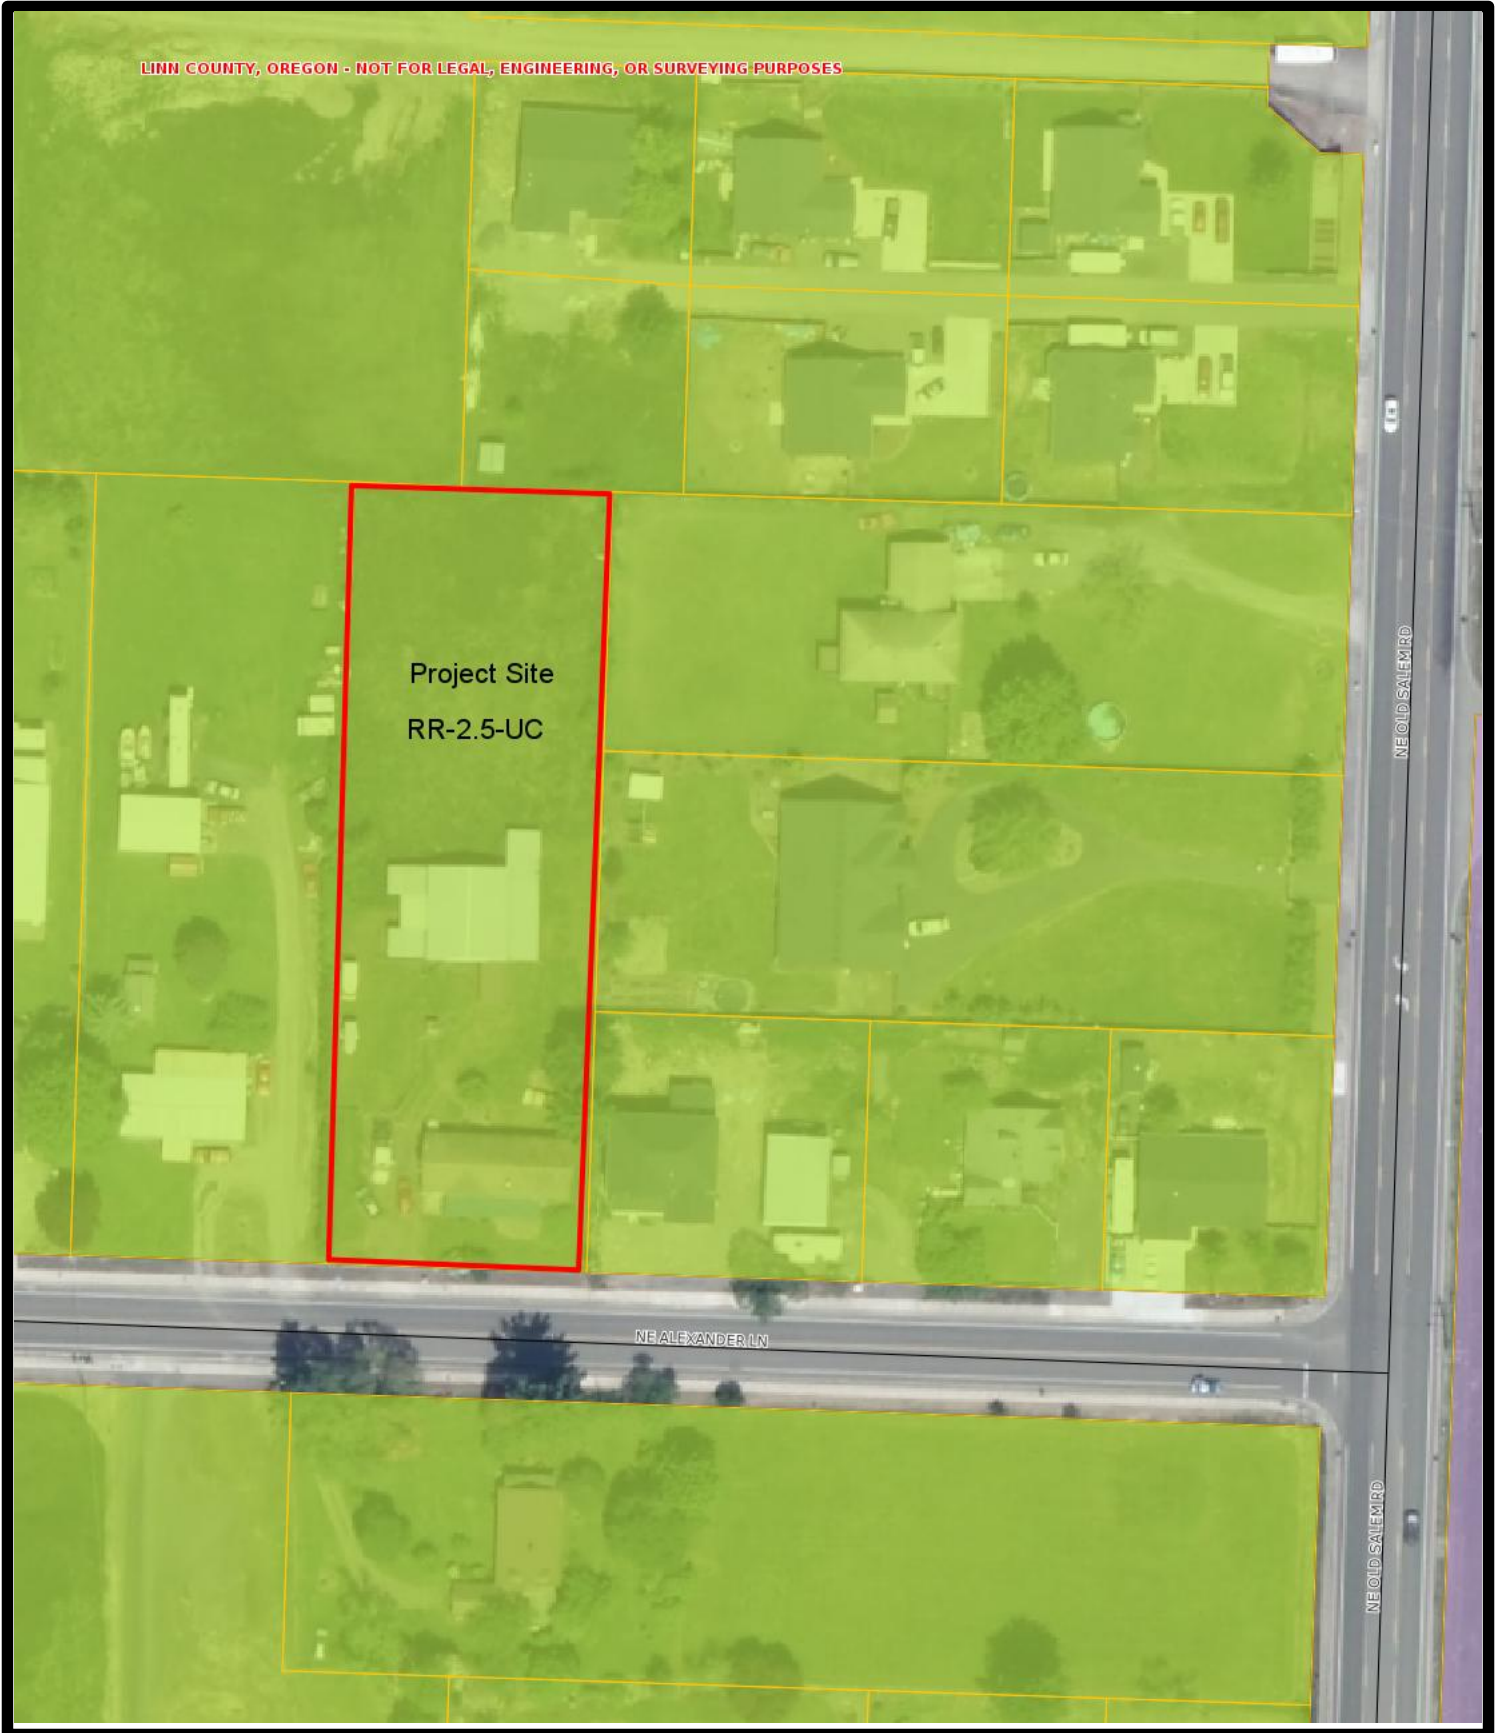 LINN COUNTY, OREGON - NOT FOR LEGAL, ENGINEERING, OR SURVEYING PURPOSES
Project Site
RR-2.5-UC
NE OLD SALEM RD
NE ALEXANDER LN
NE OLD SALEM RD